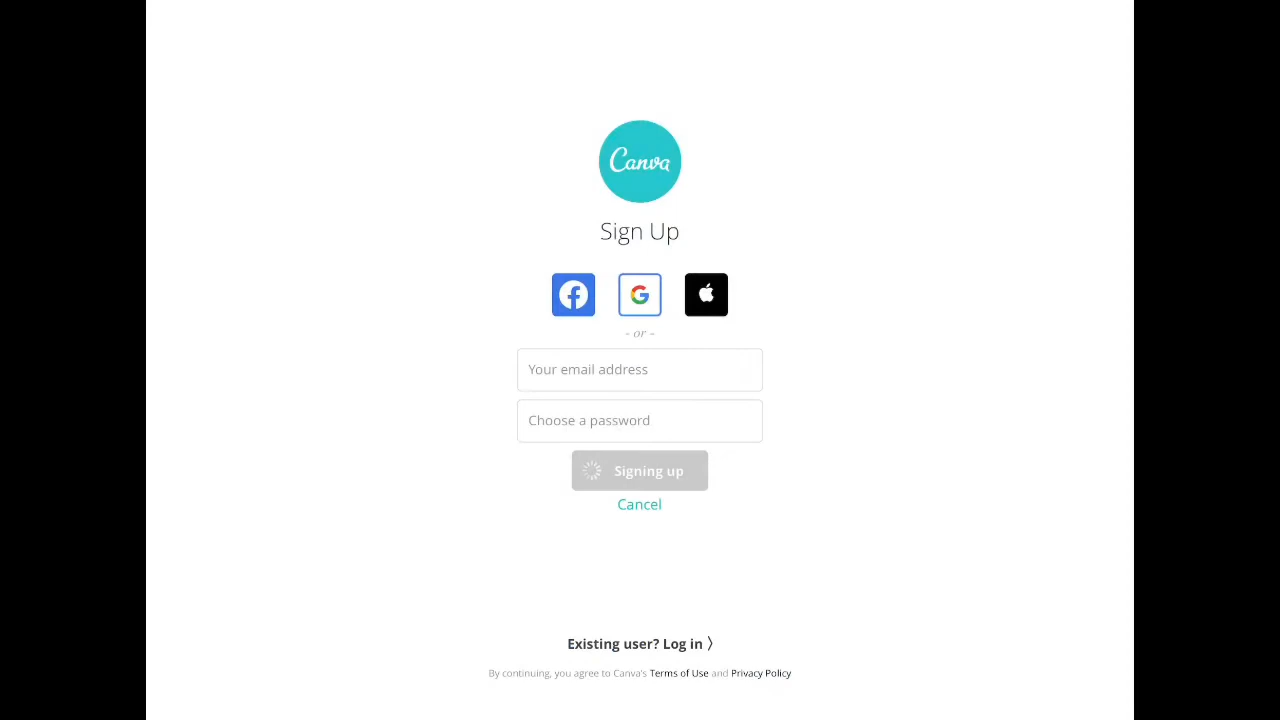 Canva
Sign Up
- or -
Your email address
Choose a password
Signing up
Cancel
Existing user? Log in 〉
By continuing, you agree to Canva's Terms of Use and Privacy Policy